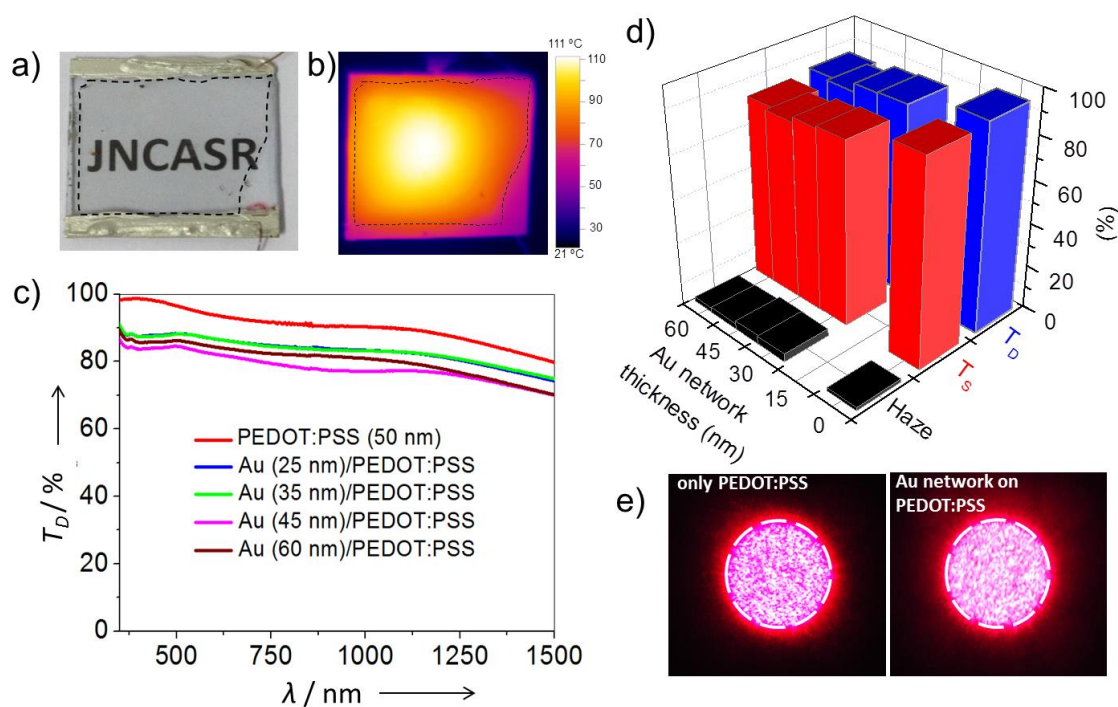 a)
JNCASR
b)
111 ºC
110
90
70
50
30
21 ºC
c)
100
80
60
40
20
0
T_D / %
500
750
1000
1250
1500
λ / nm
PEDOT:PSS (50 nm)
Au (25 nm)/PEDOT:PSS
Au (35 nm)/PEDOT:PSS
Au (45 nm)/PEDOT:PSS
Au (60 nm)/PEDOT:PSS
d)
100
80
60
40
20
0
(%)
60
45
30
15
0
Au network
thickness (nm)
Haze
T_S
T_D
e)
only PEDOT:PSS
Au network on
PEDOT:PSS